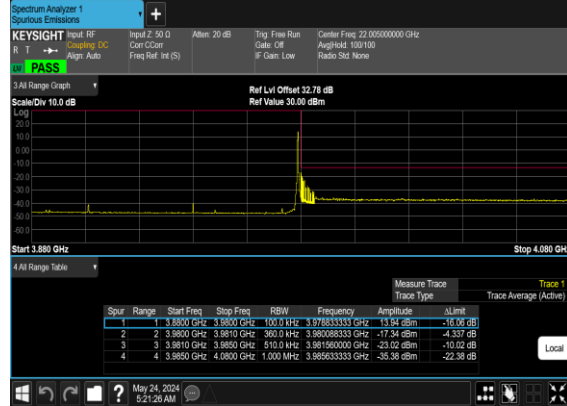 Spectrum Analyzer 1
Spurious Emissions
+
KEYSIGHT Input: RF Input Z: 50 Ω Atten: 20 dB Trig: Free Run Center Freq: 22.005000000 GHz
R T Coupling: DC Corr CCorr Gate: Off Avg|Hold: 100/100
Align: Auto Freq Ref: Int (S) IF Gain: Low Radio Std: None
PASS
3 All Range Graph
Ref Lvl Offset 32.78 dB
Scale/Div 10.0 dB Ref Value 30.00 dBm
Log
20.0
10.0
0.00
-10.0
-20.0
-30.0
-40.0
-50.0
-60.0
Start 3.880 GHz Stop 4.080 GHz
4 All Range Table
Measure Trace Trace 1
Trace Type Trace Average (Active)
Spur Range Start Freq Stop Freq RBW Frequency Amplitude ΔLimit
1 1 3.8800 GHz 3.9800 GHz 100.0 kHz 3.978833333 GHz 13.94 dBm -16.06 dB
2 2 3.9800 GHz 3.9810 GHz 360.0 kHz 3.980088333 GHz -17.34 dBm -4.337 dB
3 3 3.9810 GHz 3.9850 GHz 510.0 kHz 3.981560000 GHz -23.02 dBm -10.02 dB
4 4 3.9850 GHz 4.0800 GHz 1.000 MHz 3.985633333 GHz -35.38 dBm -22.38 dB
Local
? May 24, 2024
5:21:26 AM